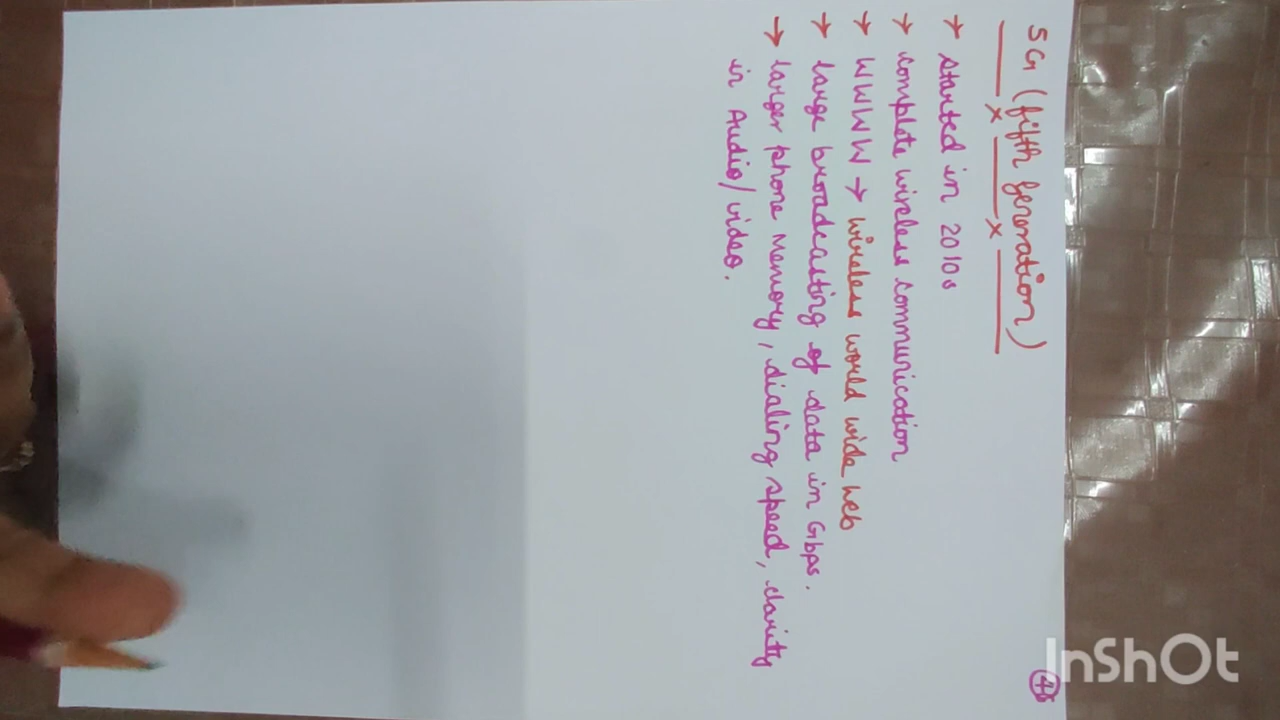 5G (fifth generation)
→ started in 2010s
→ complete wireless communication
→ WWWW → wireless world wide web
→ large broadcasting of data in Gbps.
→ larger phone Memory, dialing speed, clarity
in Audio/video.
InShOt